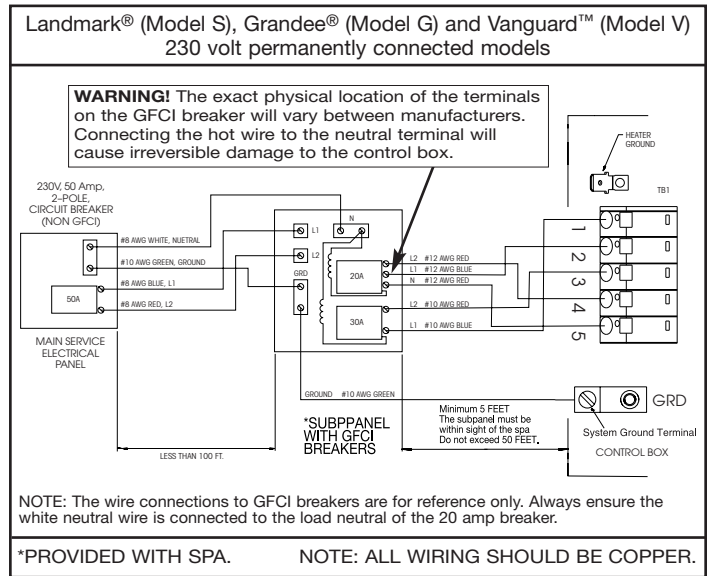 Landmark® (Model S), Grandee® (Model G) and Vanguard™ (Model V)
230 volt permanently connected models
WARNING! The exact physical location of the terminals
on the GFCI breaker will vary between manufacturers.
Connecting the hot wire to the neutral terminal will
cause irreversible damage to the control box.
HEATER
GROUND
TB1
230V, 50 Amp,
2-POLE,
CIRCUIT BREAKER
(NON GFCI)
#8 AWG WHITE, NUETRAL
#10 AWG GREEN, GROUND
#8 AWG BLUE, L1
#8 AWG RED, L2
50A
MAIN SERVICE
ELECTRICAL
PANEL
N
L1
L2
GRD
20A
30A
L2 #12 AWG RED
L1 #12 AWG BLUE
N #12 AWG RED
L2 #10 AWG RED
L1 #10 AWG BLUE
1
2
3
4
5
GROUND #10 AWG GREEN
*SUBPPANEL
WITH GFCI
BREAKERS
Minimum 5 FEET
The subpanel must be
within sight of the spa
Do not exceed 50 FEET.
LESS THAN 100 FT.
GRD
System Ground Terminal
CONTROL BOX
NOTE: The wire connections to GFCI breakers are for reference only. Always ensure the
white neutral wire is connected to the load neutral of the 20 amp breaker.
*PROVIDED WITH SPA. NOTE: ALL WIRING SHOULD BE COPPER.